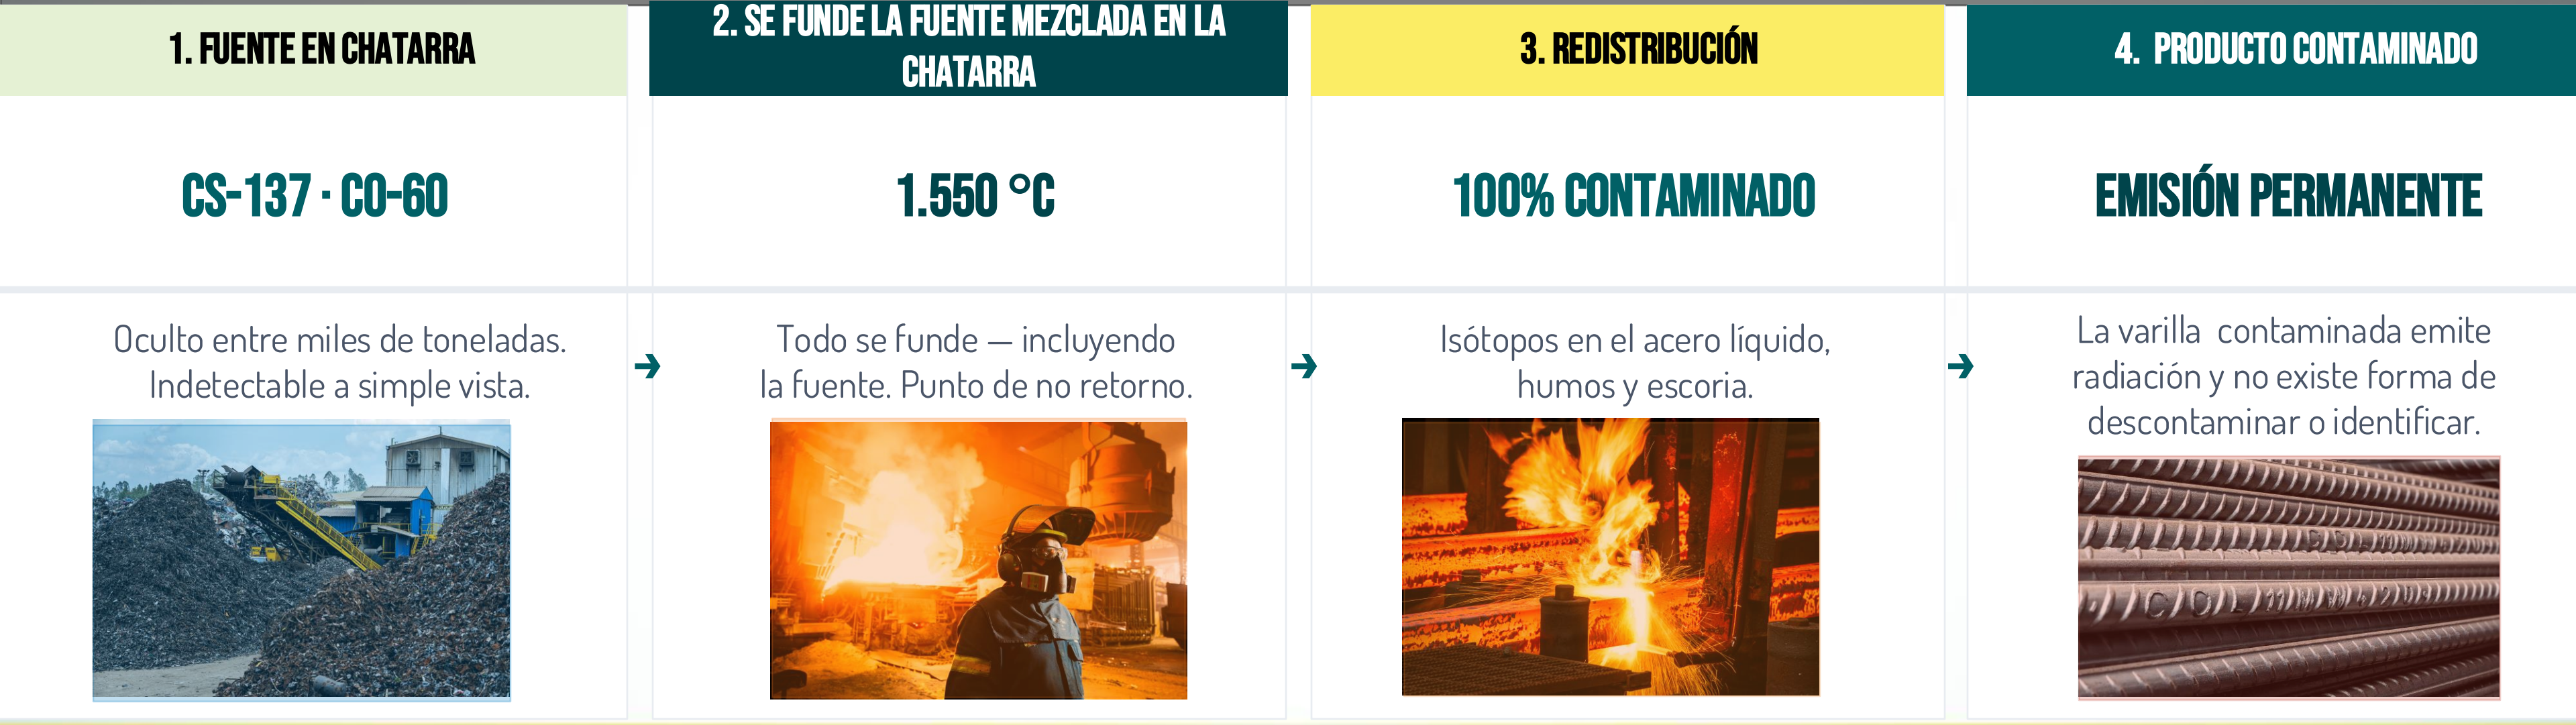 1. FUENTE EN CHATARRA
CS-137 · CO-60
Oculto entre miles de toneladas.
Indetectable a simple vista.
2. SE FUNDE LA FUENTE MEZCLADA EN LA
CHATARRA
1.550 °C
Todo se funde — incluyendo
la fuente. Punto de no retorno.
3. REDISTRIBUCIÓN
100% CONTAMINADO
Isótopos en el acero líquido,
humos y escoria.
4. PRODUCTO CONTAMINADO
EMISIÓN PERMANENTE
La varilla contaminada emite
radiación y no existe forma de
descontaminar o identificar.